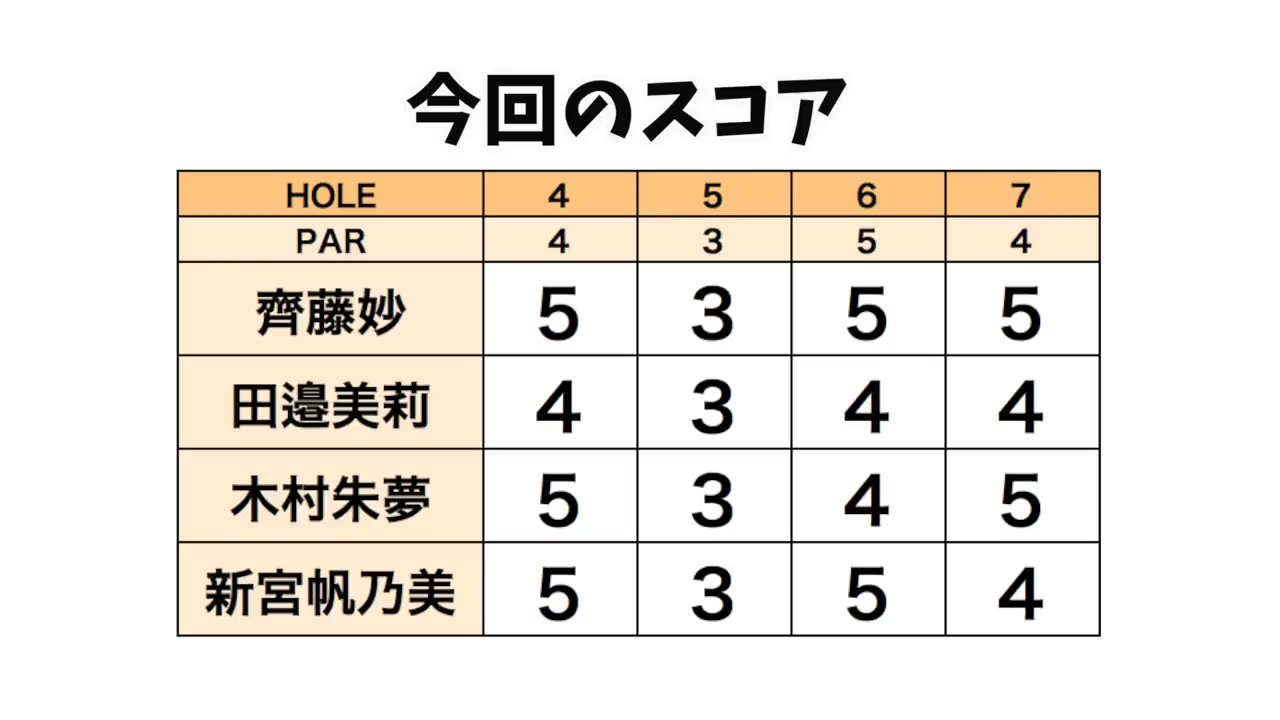 今回のスコア
HOLE 4 5 6 7
PAR 4 3 5 4
齊藤妙 5 3 5 5
田邉美莉 4 3 4 4
木村朱夢 5 3 4 5
新宮帆乃美 5 3 5 4